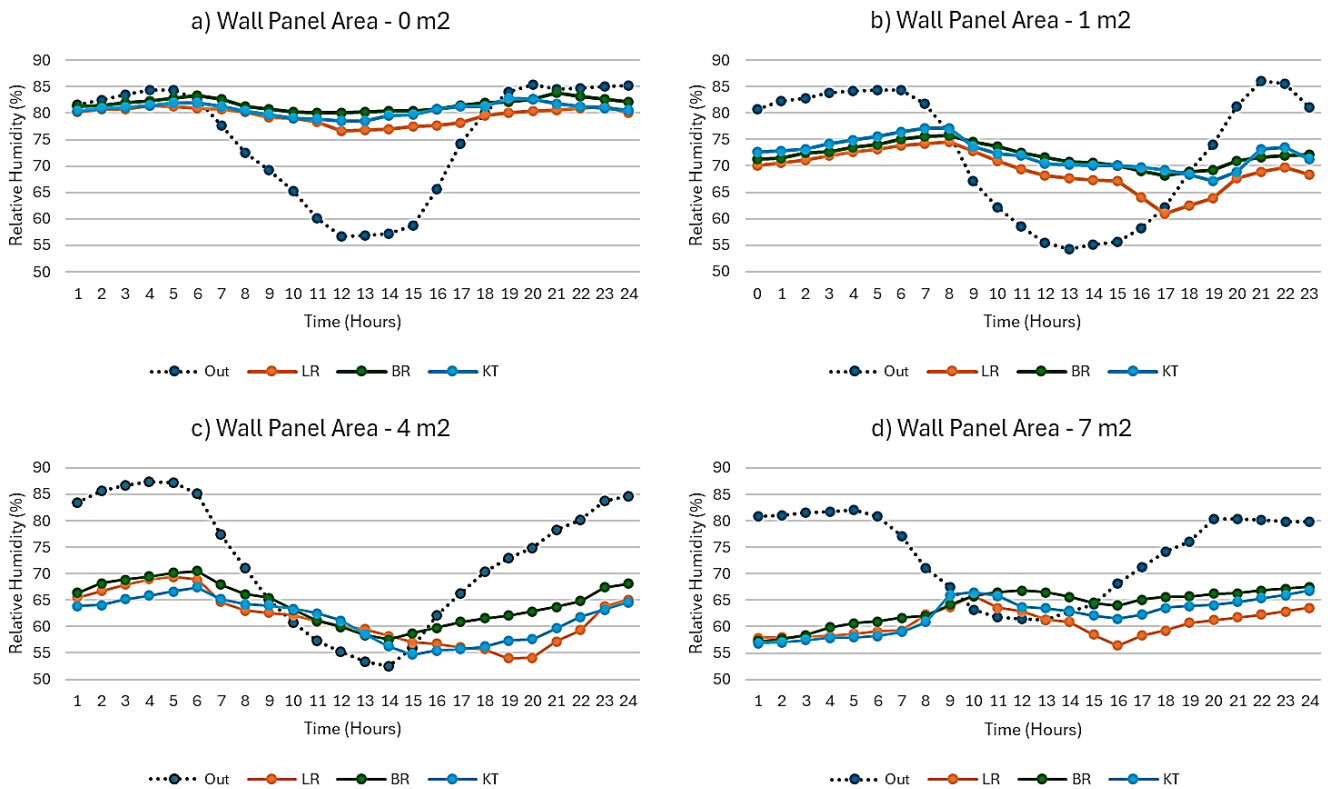 a) Wall Panel Area - 0 m2
Relative Humidity (%)
90
85
80
75
70
65
60
55
50
1 2 3 4 5 6 7 8 9 10 11 12 13 14 15 16 17 18 19 20 21 22 23 24
Time (Hours)
Out LR BR KT
b) Wall Panel Area - 1 m2
Relative Humidity (%)
90
85
80
75
70
65
60
55
50
0 1 2 3 4 5 6 7 8 9 10 11 12 13 14 15 16 17 18 19 20 21 22 23
Time (Hours)
Out LR BR KT
c) Wall Panel Area - 4 m2
Relative Humidity (%)
90
85
80
75
70
65
60
55
50
1 2 3 4 5 6 7 8 9 10 11 12 13 14 15 16 17 18 19 20 21 22 23 24
Time (Hours)
Out LR BR KT
d) Wall Panel Area - 7 m2
Relative Humidity (%)
90
85
80
75
70
65
60
55
50
1 2 3 4 5 6 7 8 9 10 11 12 13 14 15 16 17 18 19 20 21 22 23 24
Time (Hours)
Out LR BR KT